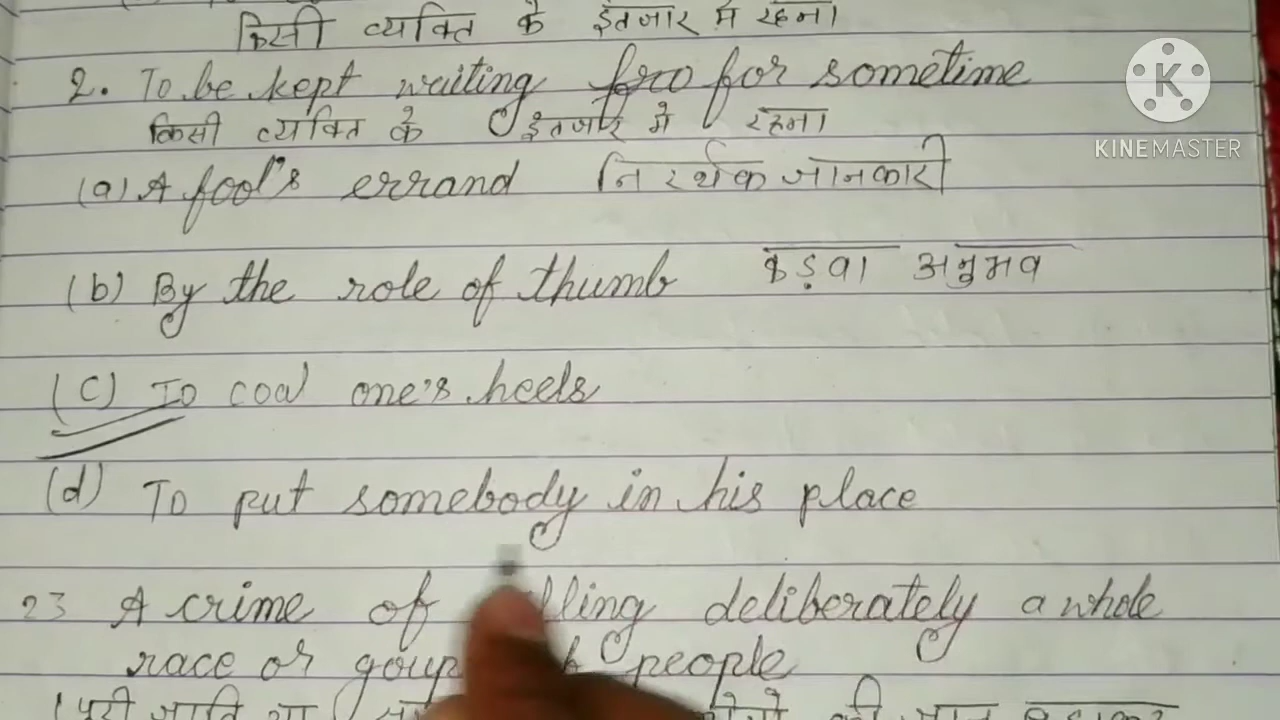 किसी व्यक्ति के इंतजार में रहना
2. To be kept waiting fro for sometime
किसी व्यक्ति के इंतजार में रहना
(a) A fool's errand निरर्थक जानकारी
(b) By the role of thumb कड़वा अनुभव
(c) To coal one's heels
(d) To put somebody in his place
23 A crime of deliberately a whole
race or people
K
KINEMASTER